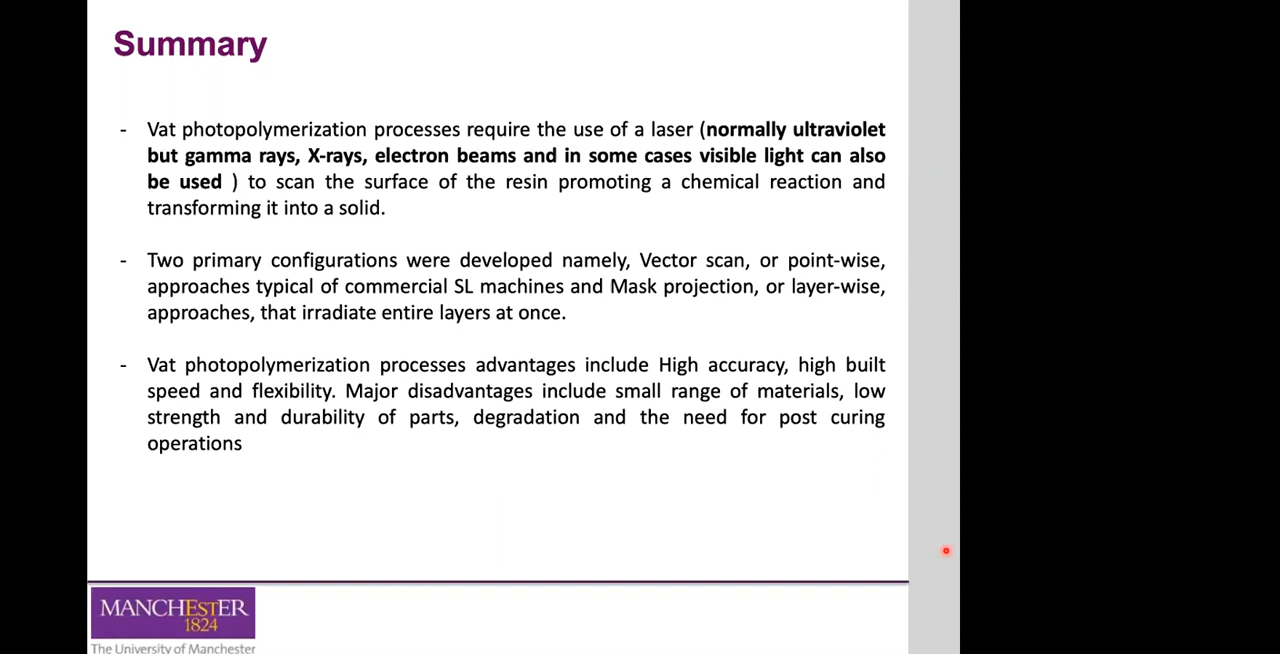 Summary
- Vat photopolymerization processes require the use of a laser (normally ultraviolet
but gamma rays, X-rays, electron beams and in some cases visible light can also
be used ) to scan the surface of the resin promoting a chemical reaction and
transforming it into a solid.
- Two primary configurations were developed namely, Vector scan, or point-wise,
approaches typical of commercial SL machines and Mask projection, or layer-wise,
approaches, that irradiate entire layers at once.
- Vat photopolymerization processes advantages include High accuracy, high built
speed and flexibility. Major disadvantages include small range of materials, low
strength and durability of parts, degradation and the need for post curing
operations
MANCHESTER
1824
The University of Manchester